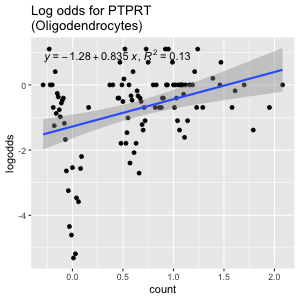 Log odds for PTPRT
(Oligodendrocytes)
y = −1.28 + 0.835 x, R² = 0.13
0
-2
-4
logodds
0.0 0.5 1.0 1.5 2.0
count